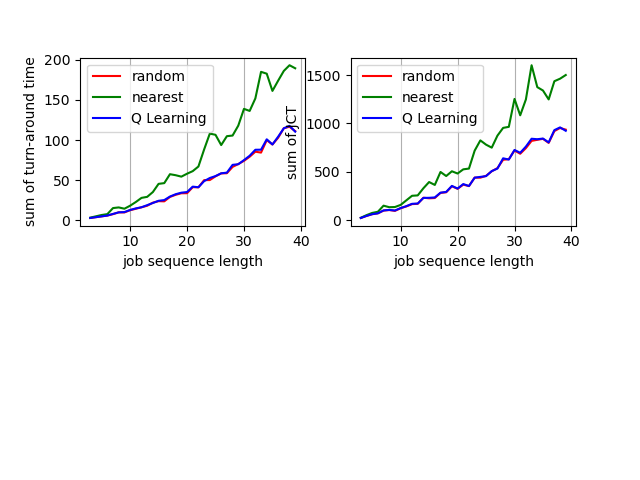 sum of turn-around time
200
150
100
50
0
random
nearest
Q Learning
10
20
30
40
job sequence length
sum of JCT
1500
1000
500
0
random
nearest
Q Learning
10
20
30
40
job sequence length